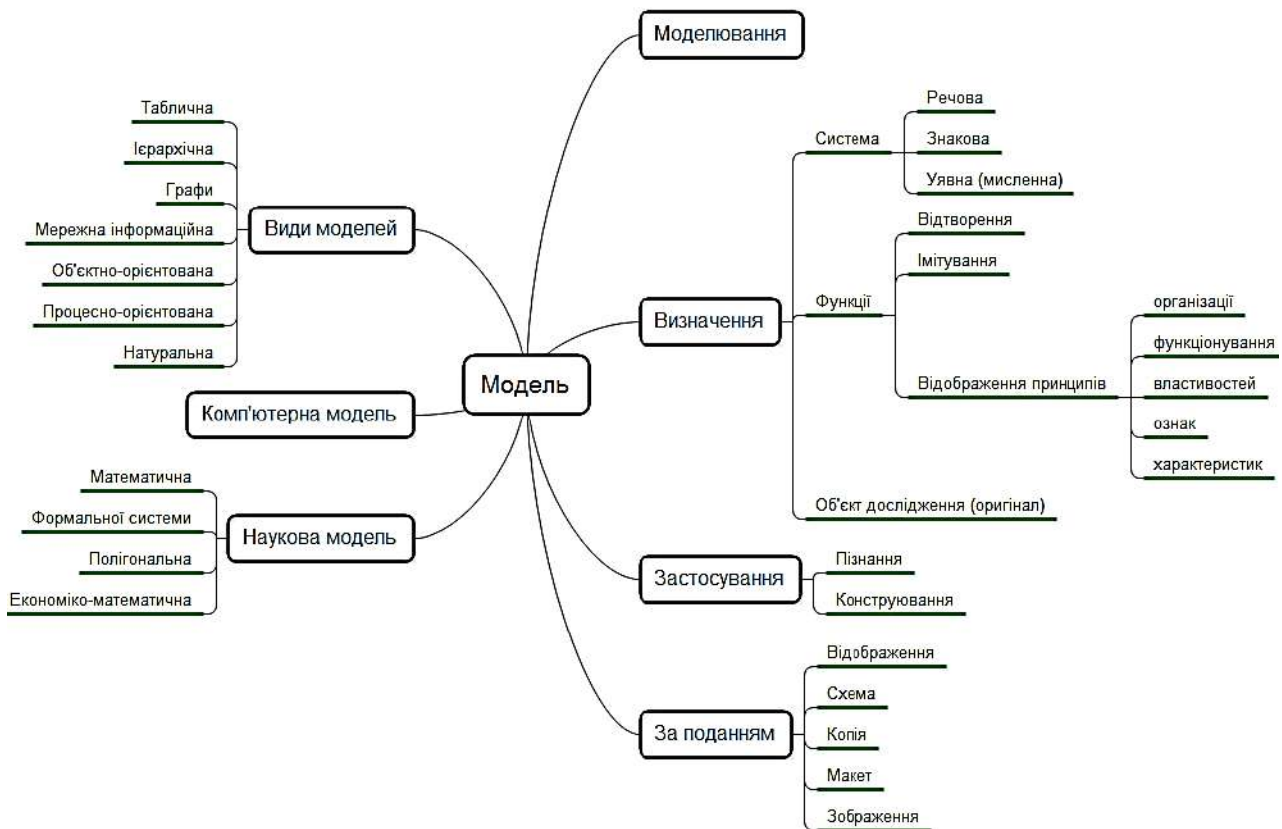 Модель
Моделювання
Визначення
Система
Речова
Знакова
Уявна (мисленна)
Функції
Відтворення
Імітування
Відображення принципів
організації
функціонування
властивостей
ознак
характеристик
Об'єкт дослідження (оригінал)
Застосування
Пізнання
Конструювання
За поданням
Відображення
Схема
Копія
Макет
Зображення
Види моделей
Таблична
Ієрархічна
Графи
Мережна інформаційна
Об'єктно-орієнтована
Процесно-орієнтована
Натуральна
Комп'ютерна модель
Наукова модель
Математична
Формальної системи
Полігональна
Економіко-математична